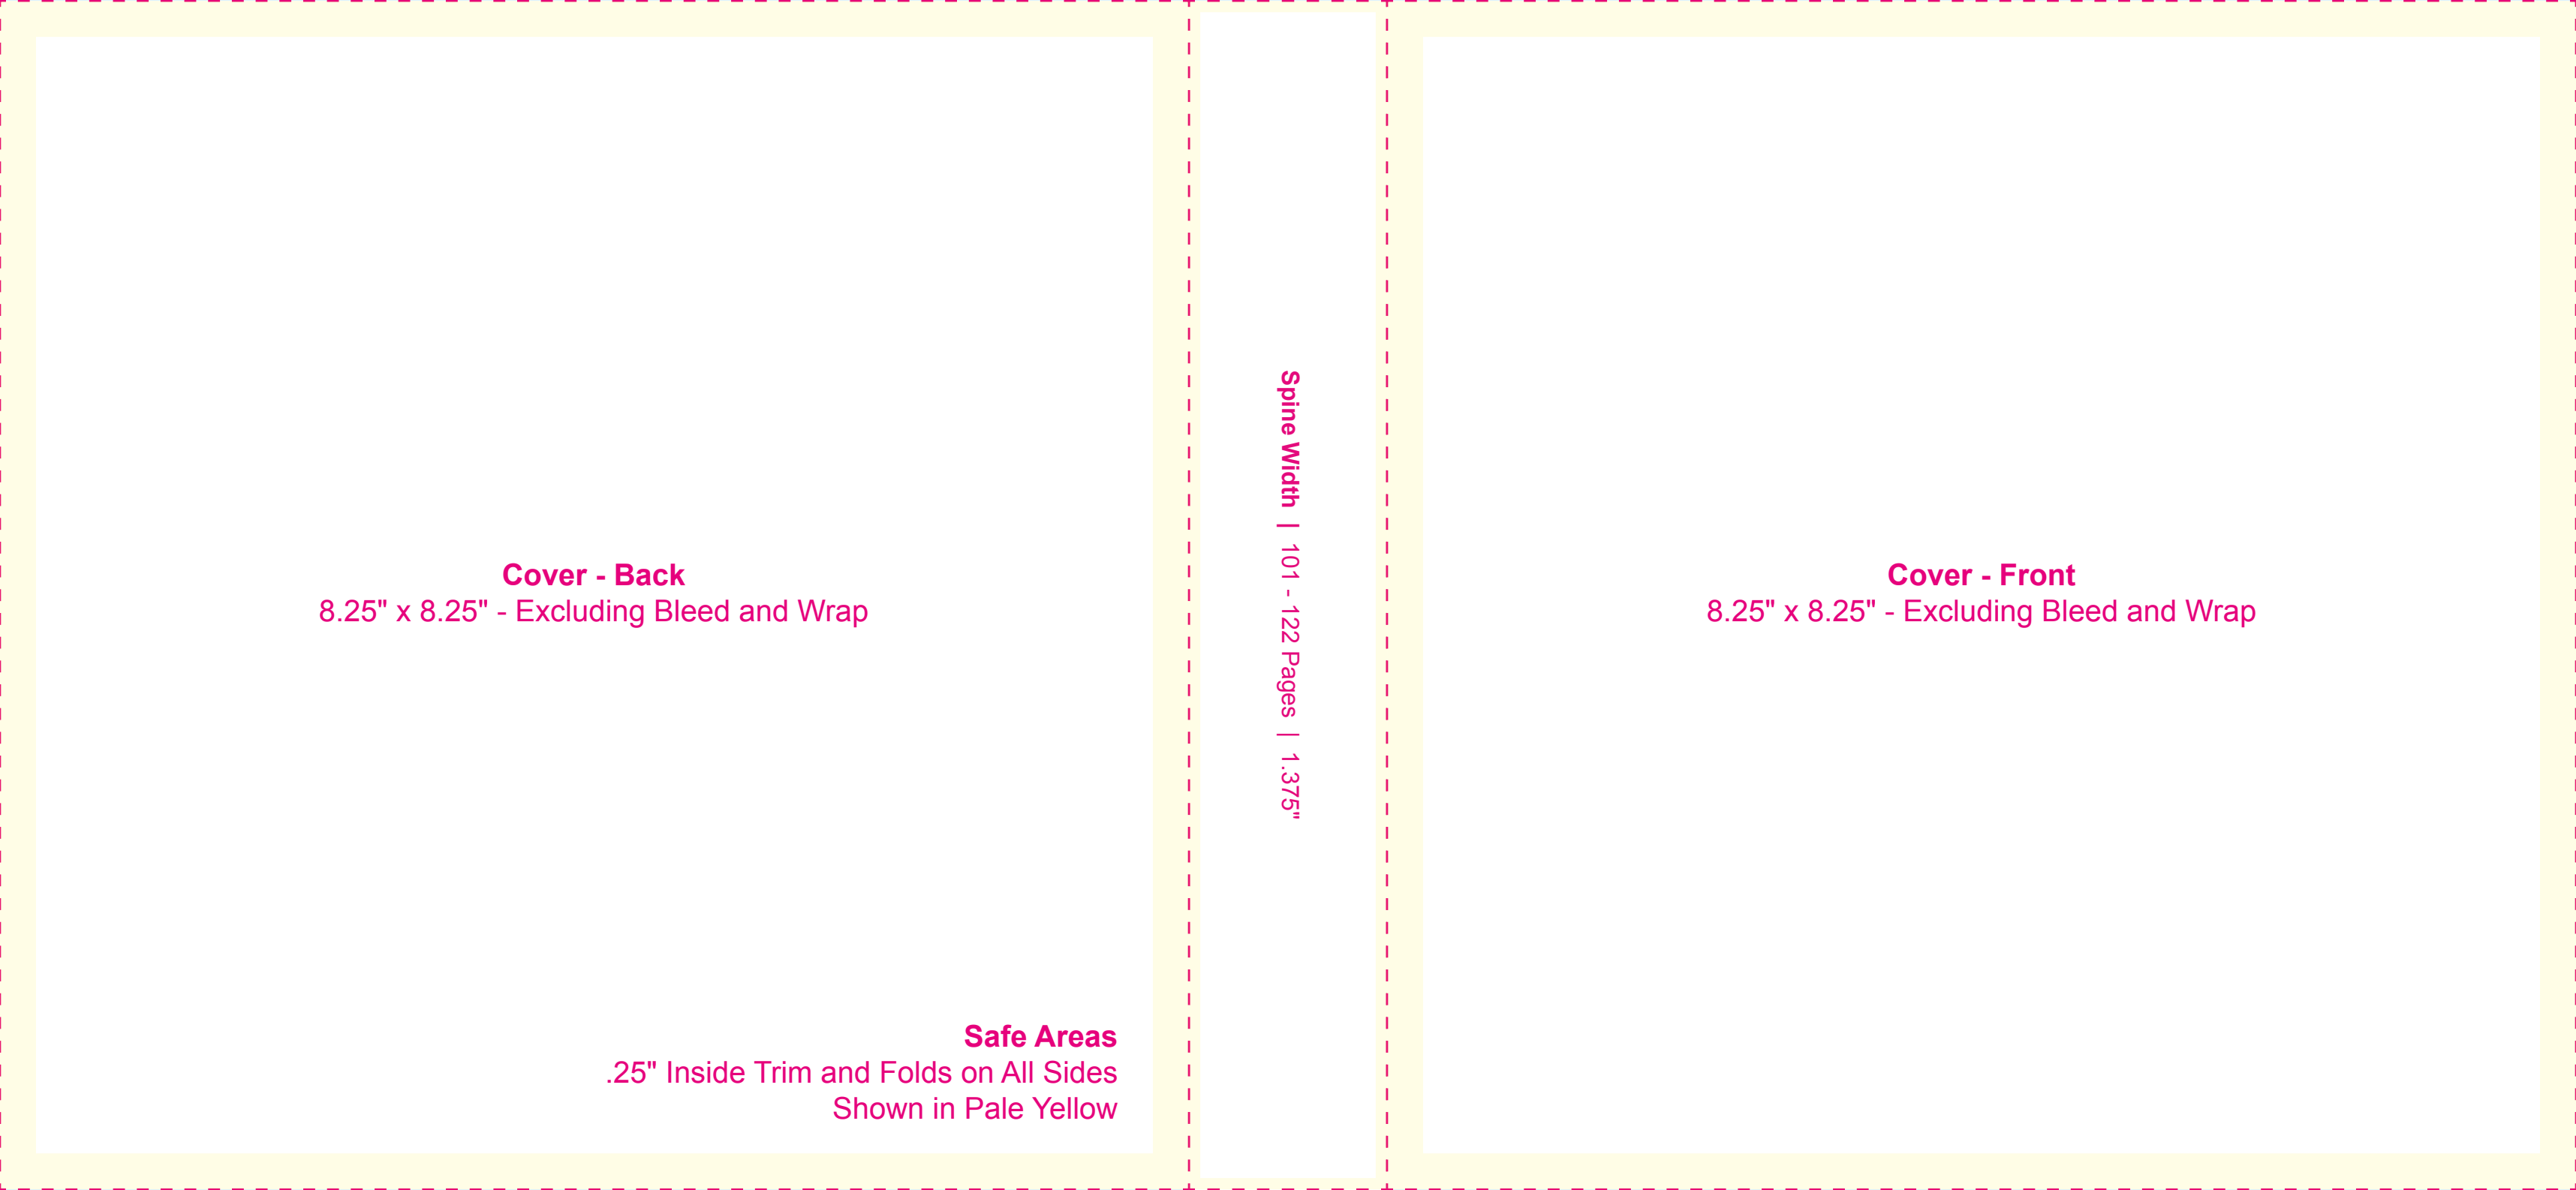 Cover - Back
8.25" x 8.25" - Excluding Bleed and Wrap
Safe Areas
.25" Inside Trim and Folds on All Sides
Shown in Pale Yellow
Spine Width | 101 - 122 Pages | 1.375"
Cover - Front
8.25" x 8.25" - Excluding Bleed and Wrap